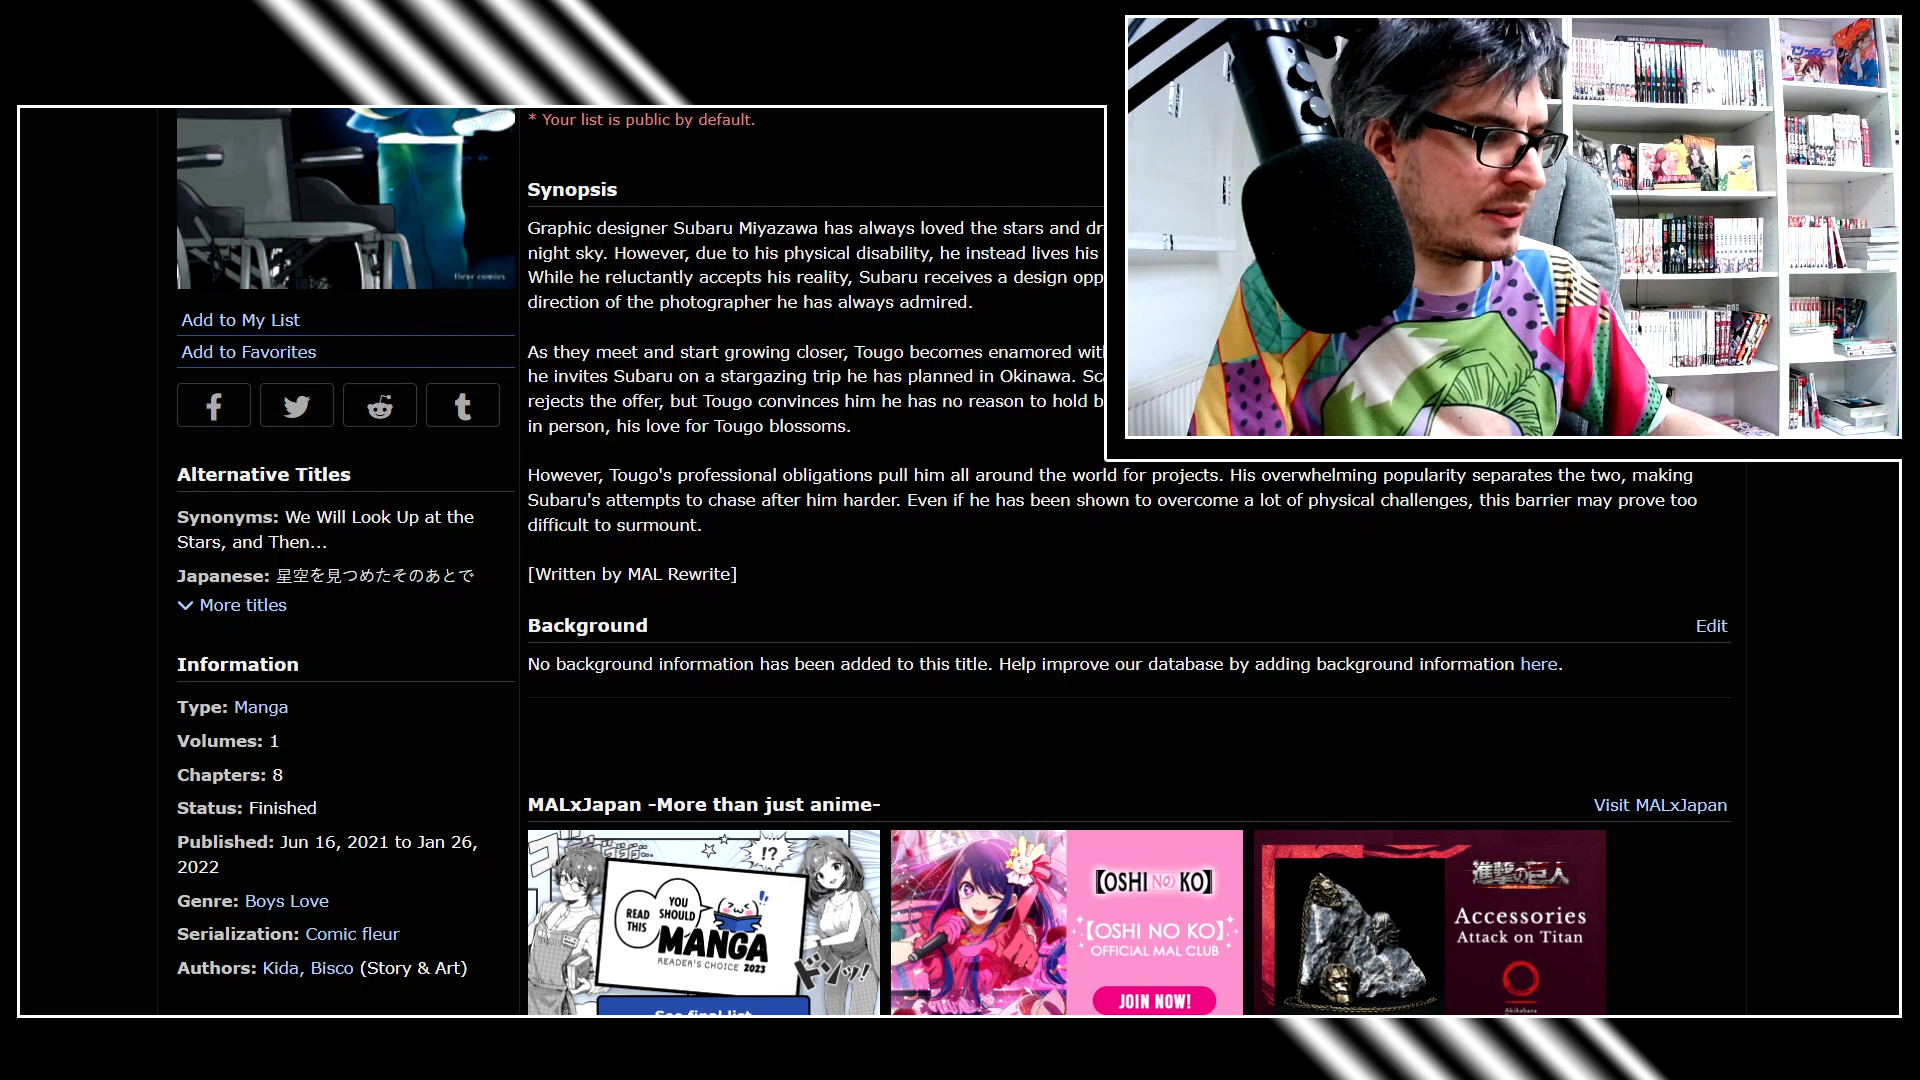 * Your list is public by default.
Synopsis
Graphic designer Subaru Miyazawa has always loved the stars and
night sky. However, due to his physical disability, he instead lives his
While he reluctantly accepts his reality, Subaru receives a design
direction of the photographer he has always admired.
As they meet and start growing closer, Tougo becomes enamored
he invites Subaru on a stargazing trip he has planned in Okinawa.
rejects the offer, but Tougo convinces him he has no reason to hold
in person, his love for Tougo blossoms.
However, Tougo's professional obligations pull him all around the world for projects. His overwhelming popularity separates the two, making
Subaru's attempts to chase after him harder. Even if he has been shown to overcome a lot of physical challenges, this barrier may prove too
difficult to surmount.
[Written by MAL Rewrite]
Background
Edit
No background information has been added to this title. Help improve our database by adding background information here.
MALxJapan -More than just anime-
Visit MALxJapan
!?
YOU SHOULD
READ THIS
MANGA
READER'S CHOICE 2023
ドンッ!
See final list
【OSHI NO KO】
【OSHI NO KO】
OFFICIAL MAL CLUB
JOIN NOW!
進撃の巨人
Accessories
Attack on Titan
fleur comics
Add to My List
Add to Favorites
Alternative Titles
Synonyms: We Will Look Up at the
Stars, and Then...
Japanese: 星空を見つめたそのあとで
More titles
Information
Type: Manga
Volumes: 1
Chapters: 8
Status: Finished
Published: Jun 16, 2021 to Jan 26,
2022
Genre: Boys Love
Serialization: Comic fleur
Authors: Kida, Bisco (Story & Art)